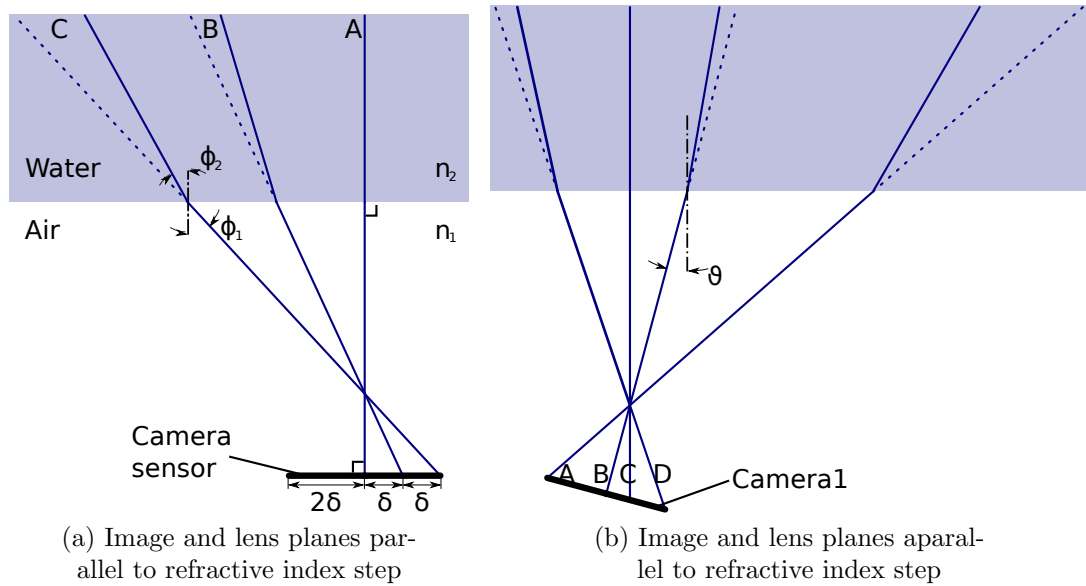 C B A
Water ϕ₂ n₂
Air ϕ₁ n₁
Camera
sensor
2δ δ δ
(a) Image and lens planes par-
allel to refractive index step
ϑ
A B C D
Camera1
(b) Image and lens planes aparal-
lel to refractive index step